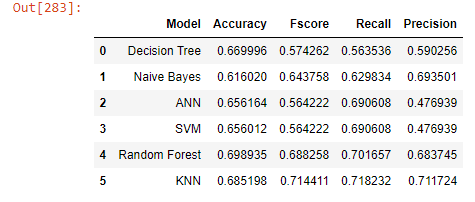 Out[283]:
Model Accuracy Fscore Recall Precision
0 Decision Tree 0.669996 0.574262 0.563536 0.590256
1 Naive Bayes 0.616020 0.643758 0.629834 0.693501
2 ANN 0.656164 0.564222 0.690608 0.476939
3 SVM 0.656012 0.564222 0.690608 0.476939
4 Random Forest 0.698935 0.688258 0.701657 0.683745
5 KNN 0.685198 0.714411 0.718232 0.711724